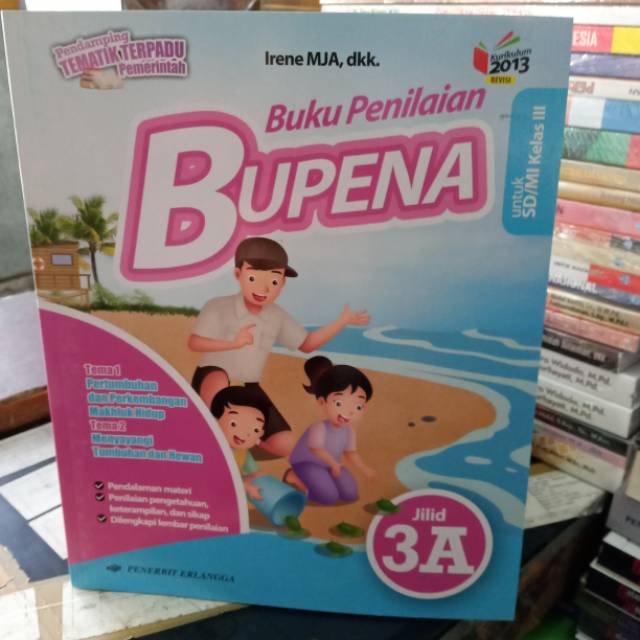 Pendamping
TEMATIK TERPADU
Pemerintah
Irene MJA, dkk.
Kurikulum
2013
REVISI
Buku Penilaian
BUPENA
untuk
SD/MI Kelas III
Tema 1
Pertumbuhan
dan Perkembangan
Makhluk Hidup
Tema 2
Menyayangi
Tumbuhan dan Hewan
Pendalaman materi
Penilaian pengetahuan,
keterampilan, dan sikap
Dilengkapi lembar penilaian
Jilid
3A
PENERBIT ERLANGGA